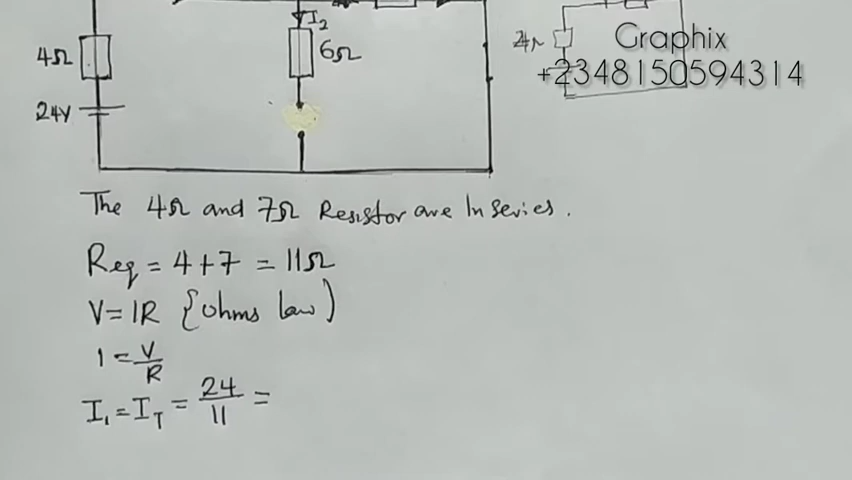 I2
4Ω
6Ω
24V
Graphix
+2348150594314
The 4Ω and 7Ω Resistor are In series.
Req = 4+7 = 11Ω
V=IR {ohms law)
I = V/R
I1 = IT = 24/11 =